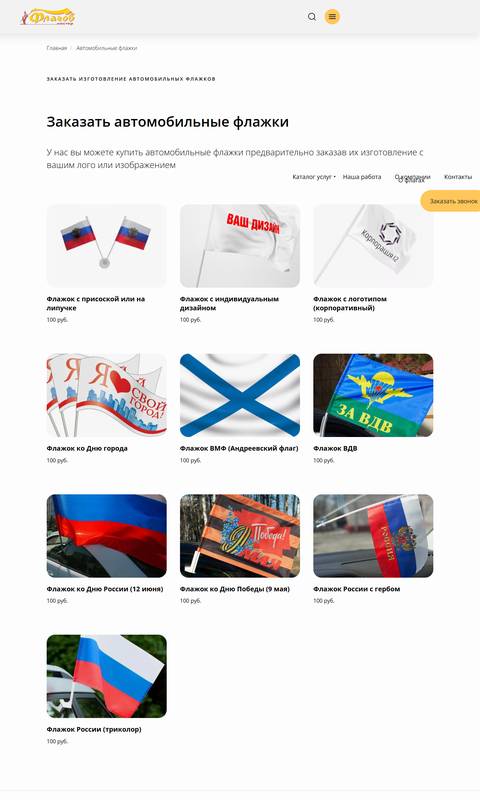 Флагов
мастер
Главная
Автомобильные флажки
ЗАКАЗАТЬ ИЗГОТОВЛЕНИЕ АВТОМОБИЛЬНЫХ ФЛАЖКОВ
Заказать автомобильные флажки
У нас вы можете купить автомобильные флажки предварительно заказав их изготовление с
вашим лого или изображением
Каталог услуг
Наша работа
О компании
Контакты
О флагах
Заказать звонок
ВАШ ДИЗАЙН
Корпорация 12
Флажок с присоской или на
липучке
100 руб.
Флажок с индивидуальным
дизайном
100 руб.
Флажок с логотипом
(корпоративный)
100 руб.
Я
СВОЙ
ГОРОД!
ЗА ВДВ
Флажок ко Дню города
100 руб.
Флажок ВМФ (Андреевский флаг)
100 руб.
Флажок ВДВ
100 руб.
Победа!
РОССИЯ
Флажок ко Дню России (12 июня)
100 руб.
Флажок ко Дню Победы (9 мая)
100 руб.
Флажок России с гербом
100 руб.
Флажок России (триколор)
100 руб.